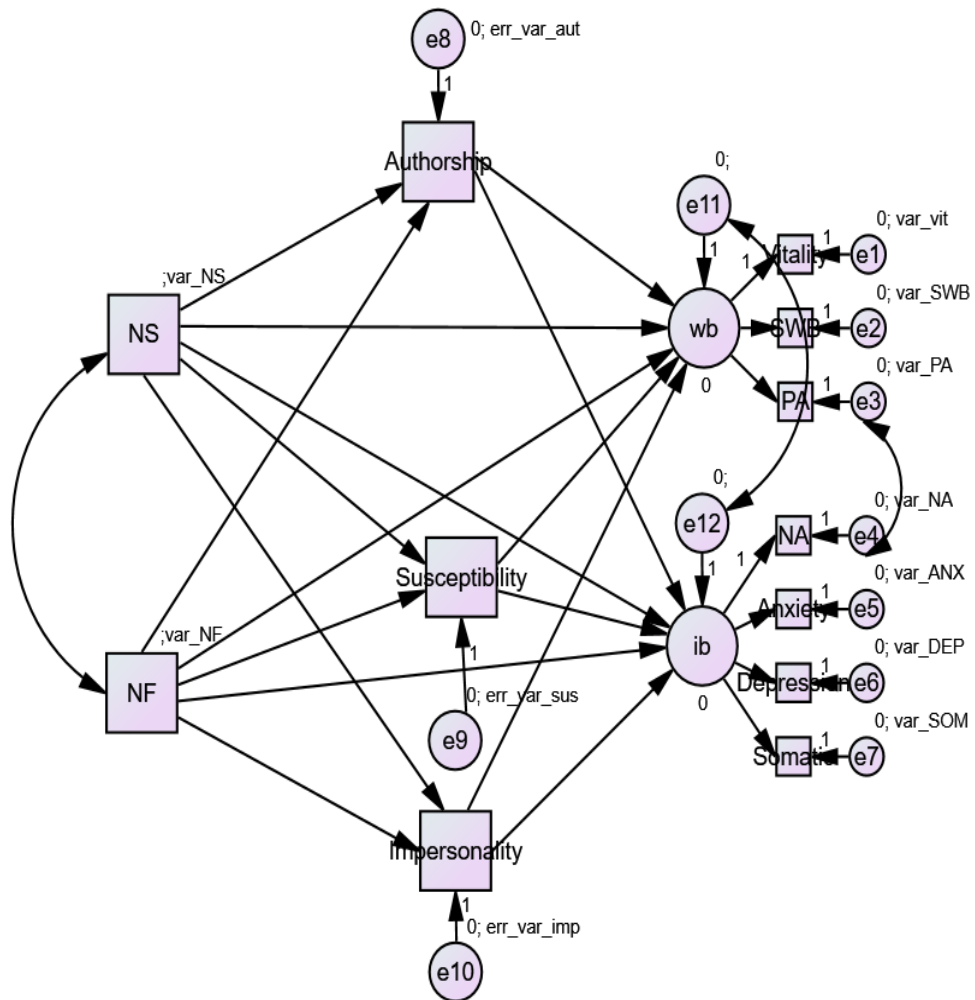 e8
0; err_var_aut
1
Authorship
0;
e11
1
0; var_vit
1
Vitality
1
e1
;var_NS
NS
wb
0
0; var_SWB
SWB
1
e2
0; var_PA
PA
1
e3
0;
e12
1
0; var_NA
1
NA
1
e4
Susceptibility
1
0; err_var_sus
e9
0; var_ANX
Anxiety
1
e5
ib
0
;var_NF
NF
0; var_DEP
Depression
1
e6
0; var_SOM
Somatic
1
e7
Impersonality
1
0; err_var_imp
e10